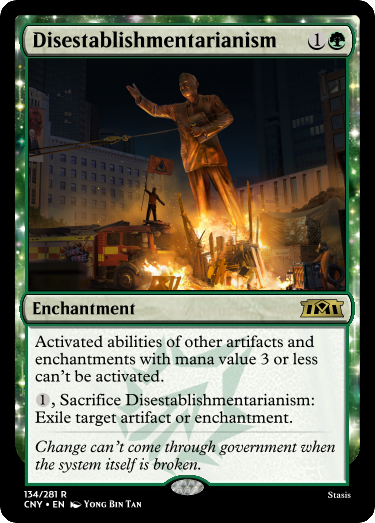 Disestablishmentarianism 1
Enchantment
Activated abilities of other artifacts and
enchantments with mana value 3 or less
can't be activated.
1 , Sacrifice Disestablishmentarianism:
Exile target artifact or enchantment.
Change can't come through government when
the system itself is broken.
134/281 R
Stasis
CNY • EN Yong Bin Tan